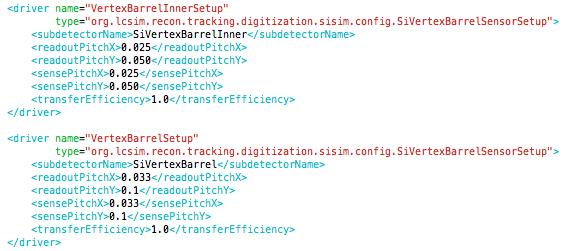 <driver name="VertexBarrelInnerSetup"
type="org.lcsim.recon.tracking.digitization.sisim.config.SiVertexBarrelSensorSetup">
<subdetectorName>SiVertexBarrelInner</subdetectorName>
<readoutPitchX>0.025</readoutPitchX>
<readoutPitchY>0.050</readoutPitchY>
<sensePitchX>0.025</sensePitchX>
<sensePitchY>0.050</sensePitchY>
<transferEfficiency>1.0</transferEfficiency>
</driver>
<driver name="VertexBarrelSetup"
type="org.lcsim.recon.tracking.digitization.sisim.config.SiVertexBarrelSensorSetup">
<subdetectorName>SiVertexBarrel</subdetectorName>
<readoutPitchX>0.033</readoutPitchX>
<readoutPitchY>0.1</readoutPitchY>
<sensePitchX>0.033</sensePitchX>
<sensePitchY>0.1</sensePitchY>
<transferEfficiency>1.0</transferEfficiency>
</driver>